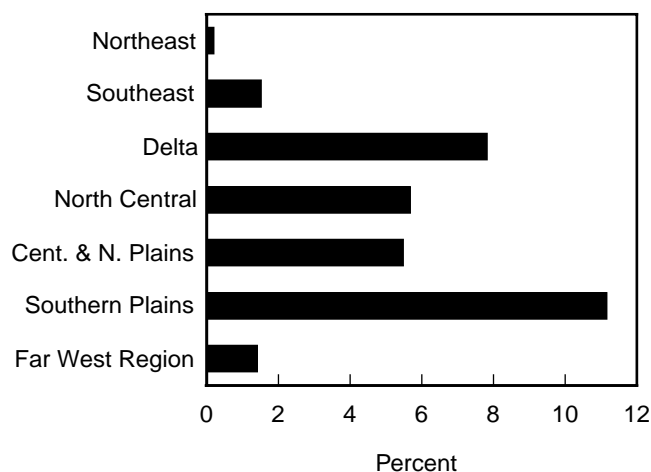 Northeast
Southeast
Delta
North Central
Cent. & N. Plains
Southern Plains
Far West Region
0 2 4 6 8 10 12
Percent